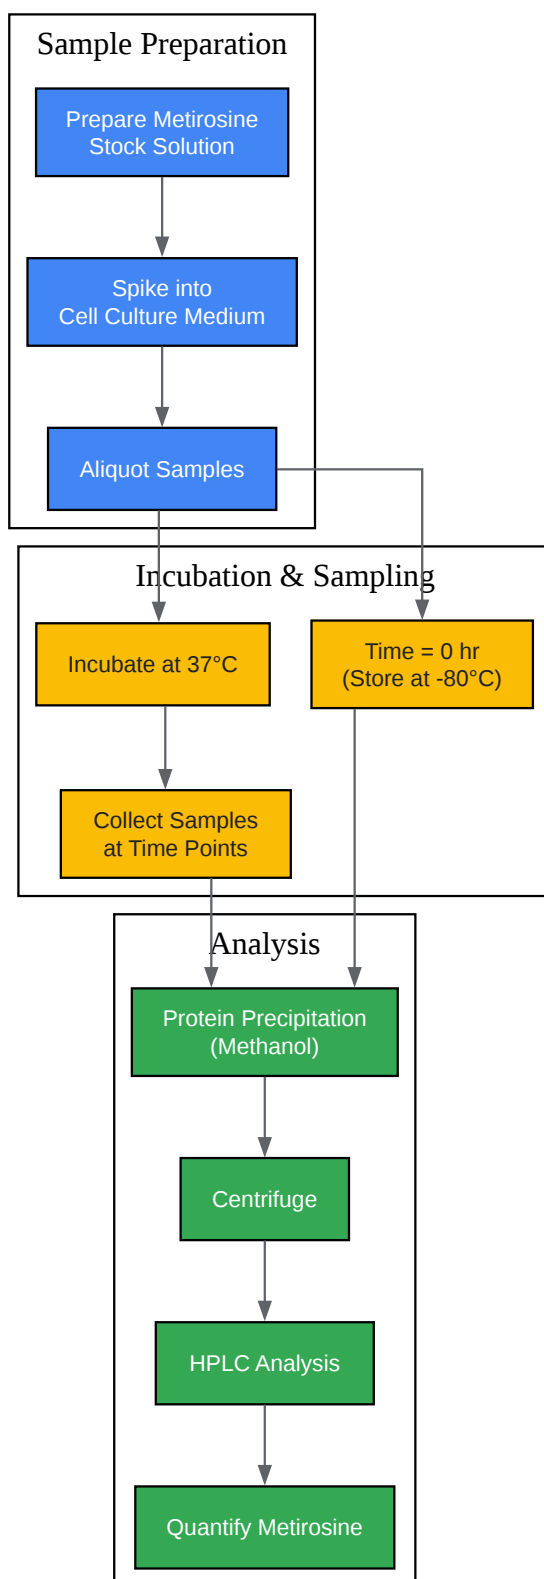 Sample Preparation
Prepare Metirosine
Stock Solution
Spike into
Cell Culture Medium
Aliquot Samples
Incubation & Sampling
Incubate at 37°C
Time = 0 hr
(Store at -80°C)
Collect Samples
at Time Points
Analysis
Protein Precipitation
(Methanol)
Centrifuge
HPLC Analysis
Quantify Metirosine